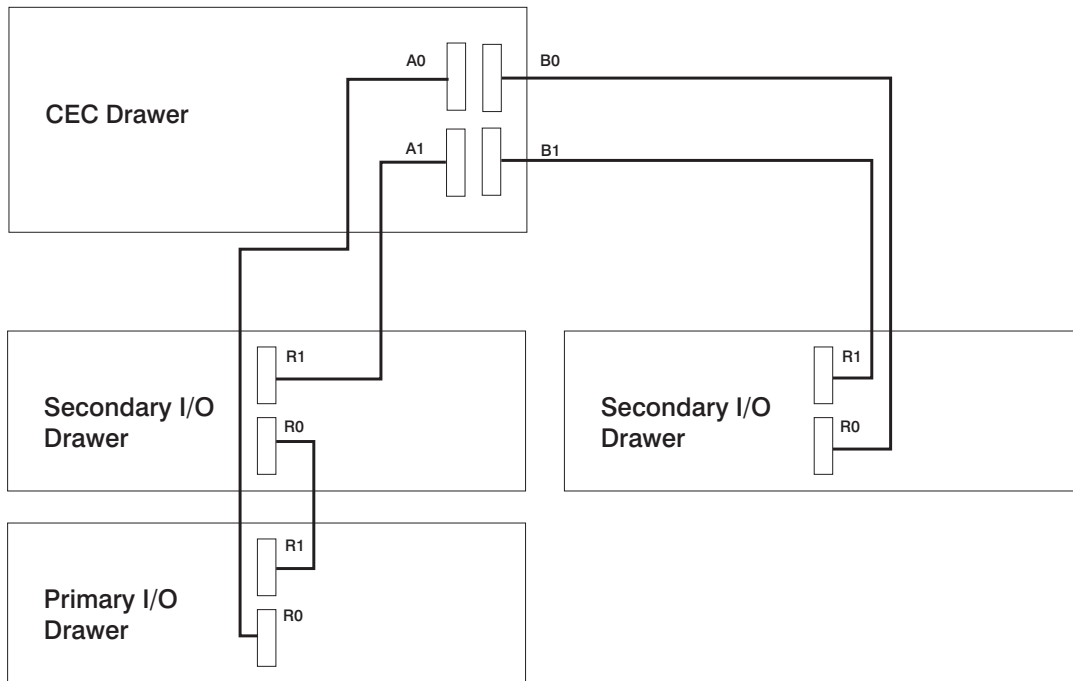 A0
B0
CEC Drawer
A1
B1
R1
Secondary I/O
Drawer
R0
R1
Secondary I/O
Drawer
R0
R1
Primary I/O
Drawer
R0